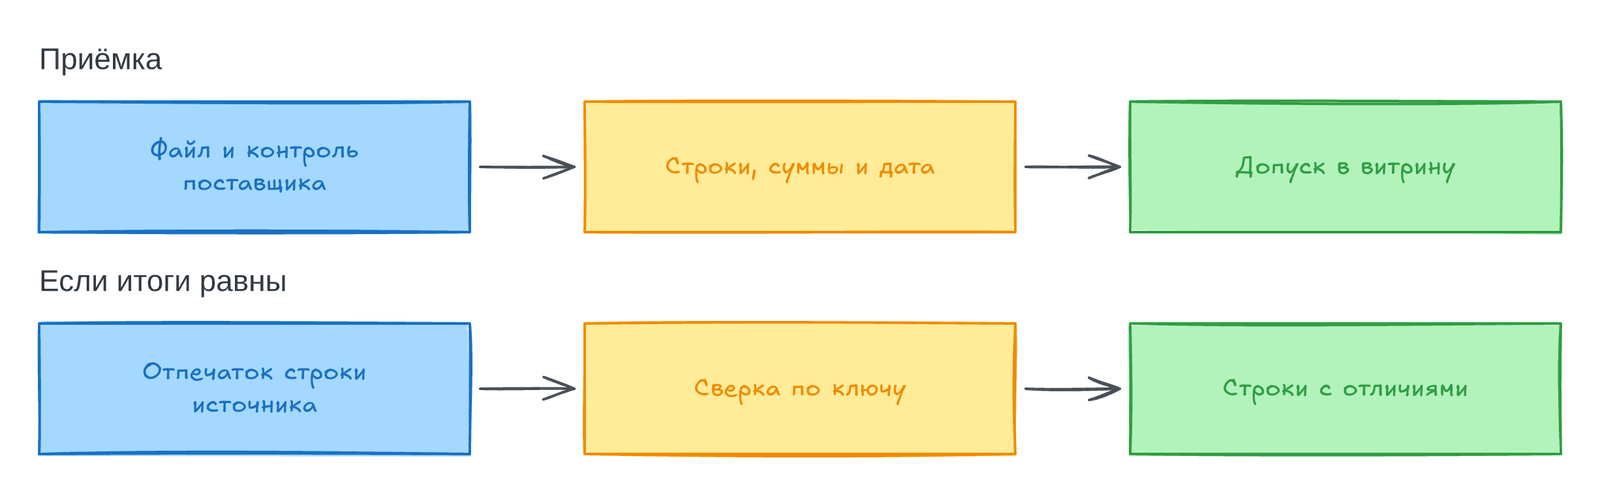 Приёмка
Файл и контроль
поставщика
Строки, суммы и дата
Допуск в витрину
Если итоги равны
Отпечаток строки
источника
Сверка по ключу
Строки с отличиями